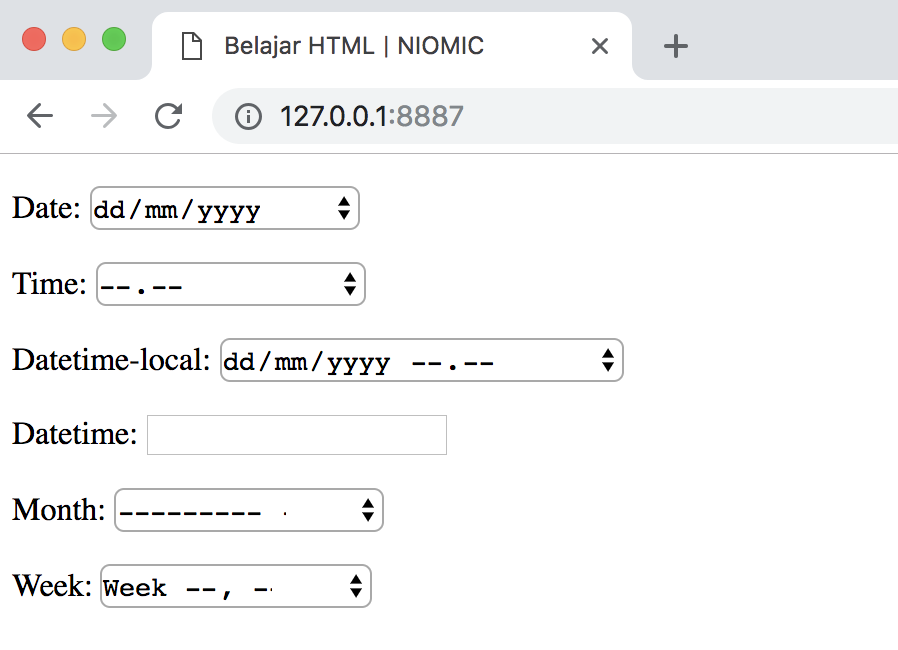 Belajar HTML | NIOMIC
127.0.0.1:8887
Date: dd/mm/yyyy
Time: --.--
Datetime-local: dd/mm/yyyy --.--
Datetime:
Month: ---------
Week: Week --, -